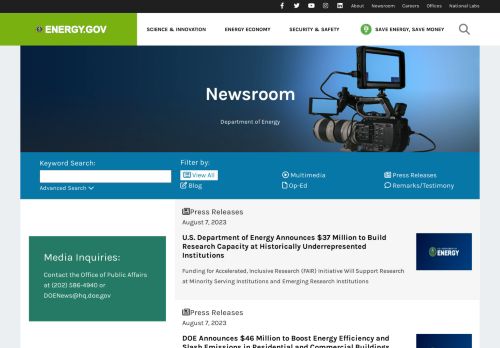 About Newsroom Careers Offices National Labs
ENERGY.GOV
SCIENCE & INNOVATION ENERGY ECONOMY SECURITY & SAFETY SAVE ENERGY, SAVE MONEY
Newsroom
Department of Energy
Keyword Search:
Advanced Search
Filter by:
View All Multimedia Press Releases
Blog Op-Ed Remarks/Testimony
Media Inquiries:
Contact the Office of Public Affairs
at (202) 586-4940 or
DOENews@hq.doe.gov
Press Releases
August 7, 2023
U.S. Department of Energy Announces $37 Million to Build
Research Capacity at Historically Underrepresented
Institutions
Funding for Accelerated, Inclusive Research (FAIR) Initiative Will Support Research
at Minority Serving Institutions and Emerging Research Institutions
Press Releases
August 7, 2023
DOE Announces $46 Million to Boost Energy Efficiency and
Slash Emissions in Residential and Commercial Buildings